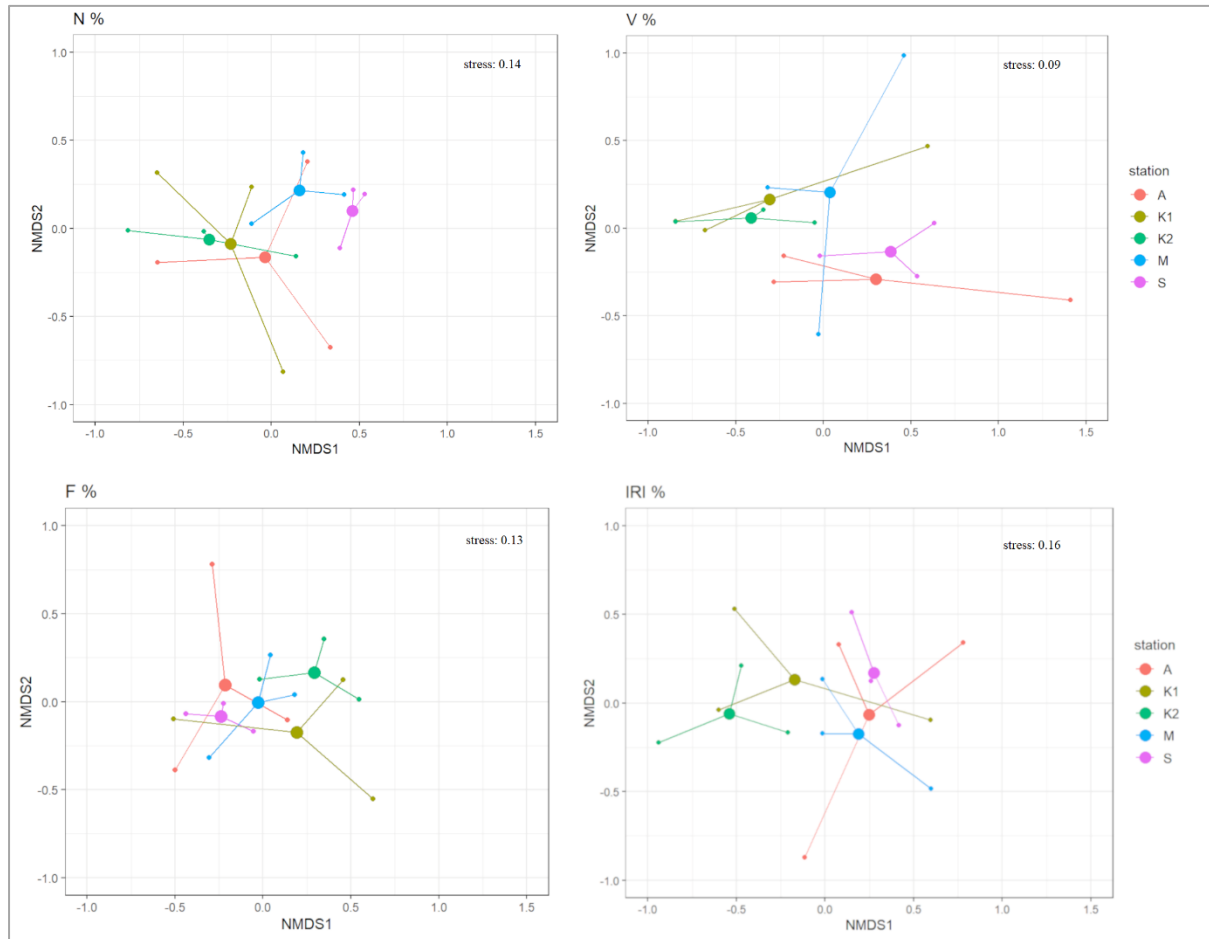 N %
stress: 0.14
1.0
0.5
0.0
-0.5
-1.0
NMDS2
-1.0 -0.5 0.0 0.5 1.0 1.5
NMDS1
V %
stress: 0.09
1.0
0.5
0.0
-0.5
-1.0
NMDS2
-1.0 -0.5 0.0 0.5 1.0 1.5
NMDS1
station
A
K1
K2
M
S
F %
stress: 0.13
1.0
0.5
0.0
-0.5
-1.0
NMDS2
-1.0 -0.5 0.0 0.5 1.0 1.5
NMDS1
IRI %
stress: 0.16
1.0
0.5
0.0
-0.5
-1.0
NMDS2
-1.0 -0.5 0.0 0.5 1.0 1.5
NMDS1
station
A
K1
K2
M
S